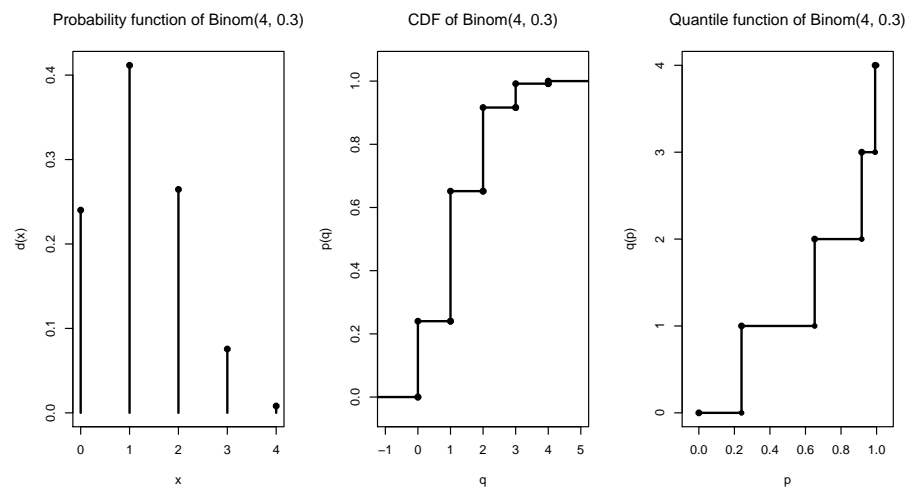 Probability function of Binom(4, 0.3)
0.4
0.3
0.2
0.1
0.0
d(x)
0 1 2 3 4
x
CDF of Binom(4, 0.3)
1.0
0.8
0.6
0.4
0.2
0.0
p(q)
−1 0 1 2 3 4 5
q
Quantile function of Binom(4, 0.3)
4
3
2
1
0
q(p)
0.0 0.2 0.4 0.6 0.8 1.0
p